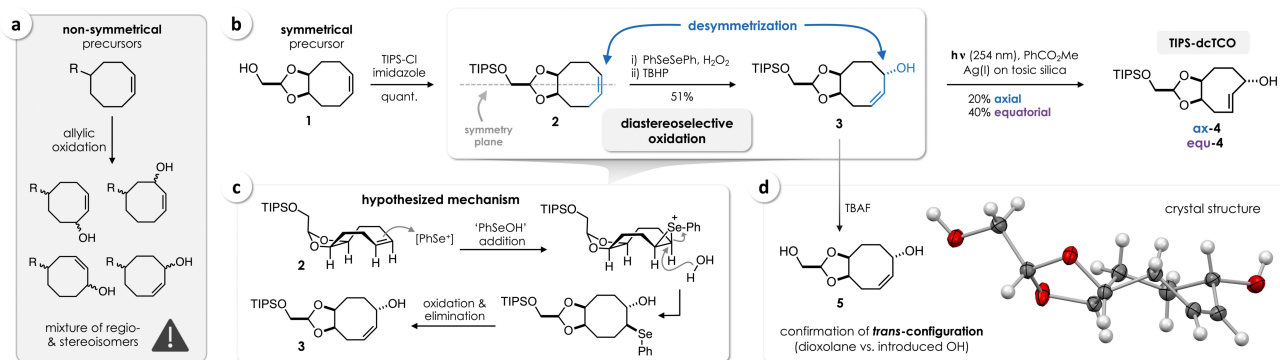 a
non-symmetrical
precursors
R
allylic
oxidation
R
OH
R
OH
R
OH
R
OH
mixture of regio-
& stereoisomers
b
symmetrical
precursor
HO
O
O
1
TIPS-Cl
imidazole
quant.
desymmetrization
TIPSO
O
O
2
symmetry
plane
i) PhSeSePh, H2O2
ii) TBHP
51%
diastereoselective
oxidation
TIPSO
O
O
OH
3
hν (254 nm), PhCO2Me
Ag(I) on tosic silica
20% axial
40% equatorial
TIPS-dcTCO
TIPSO
O
O
OH
ax-4
equ-4
c
hypothesized mechanism
TIPSO
O
O
H
H
H
H
2
[PhSe+]
'PhSeOH'
addition
TIPSO
O
O
H
H
H
H
+
Se-Ph
H
OH
TIPSO
O
O
OH
Se
Ph
oxidation &
elimination
TIPSO
O
O
OH
3
d
TBAF
HO
O
O
OH
5
crystal structure
confirmation of trans-configuration
(dioxolane vs. introduced OH)